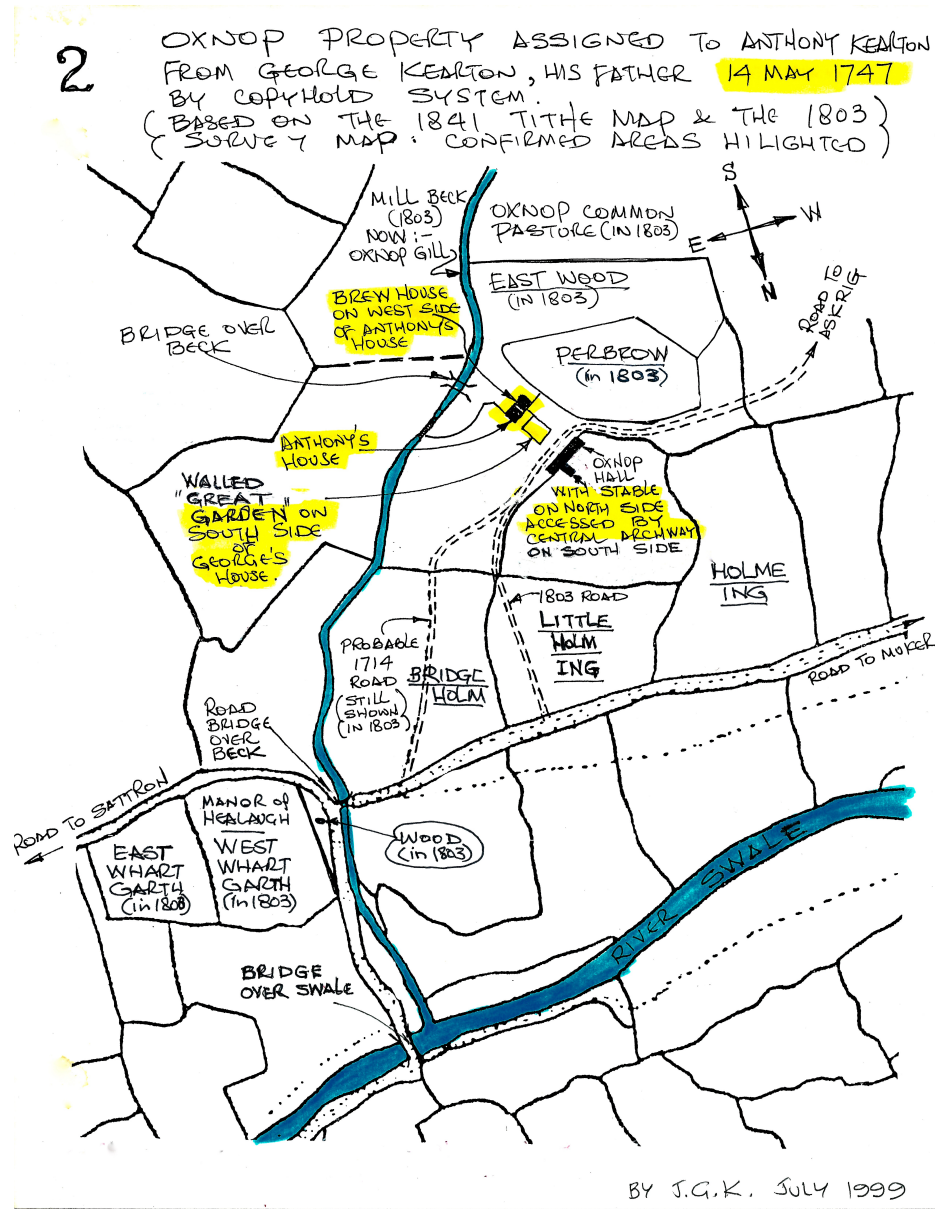 2
OXNOP PROPERTY ASSIGNED TO ANTHONY KEARTON
FROM GEORGE KEARTON, HIS FATHER 14 MAY 1747
BY COPYHOLD SYSTEM.
(BASED ON THE 1841 TITHE MAP & THE 1803)
(SURVEY MAP: CONFIRMED AREAS HILIGHTED)
S
W
E
N
MILL BECK
(1803)
NOW:-
OXNOP GILL
OXNOP COMMON
PASTURE (IN 1803)
EAST WOOD
(IN 1803)
ROAD TO
ASKRIG
BREW HOUSE
ON WEST SIDE
OF ANTHONY'S
HOUSE
BRIDGE OVER
BECK
PERBROW
(in 1803)
ANTHONY'S
HOUSE
WALLED
"GREAT"
GARDEN" ON
SOUTH SIDE
OF
GEORGE'S
HOUSE.
OXNOP
HALL
WITH STABLE
ON NORTH SIDE
ACCESSED BY
CENTRAL ARCHWAY
ON SOUTH SIDE
HOLME
ING
1803 ROAD
LITTLE
HOLM
ING
PROBABLE
1714
ROAD
(STILL
SHOWN
IN 1803)
BRIDGE
HOLM
ROAD TO MUKER
ROAD
BRIDGE
OVER
BECK
ROAD TO SATTRON
MANOR of
HEALAUGH
WEST
WHART
GARTH
(in 1803)
EAST
WHART
GARTH
(in 1803)
WOOD
(in 1803)
RIVER SWALE
BRIDGE
OVER SWALE
BY J.G.K. JULY 1999